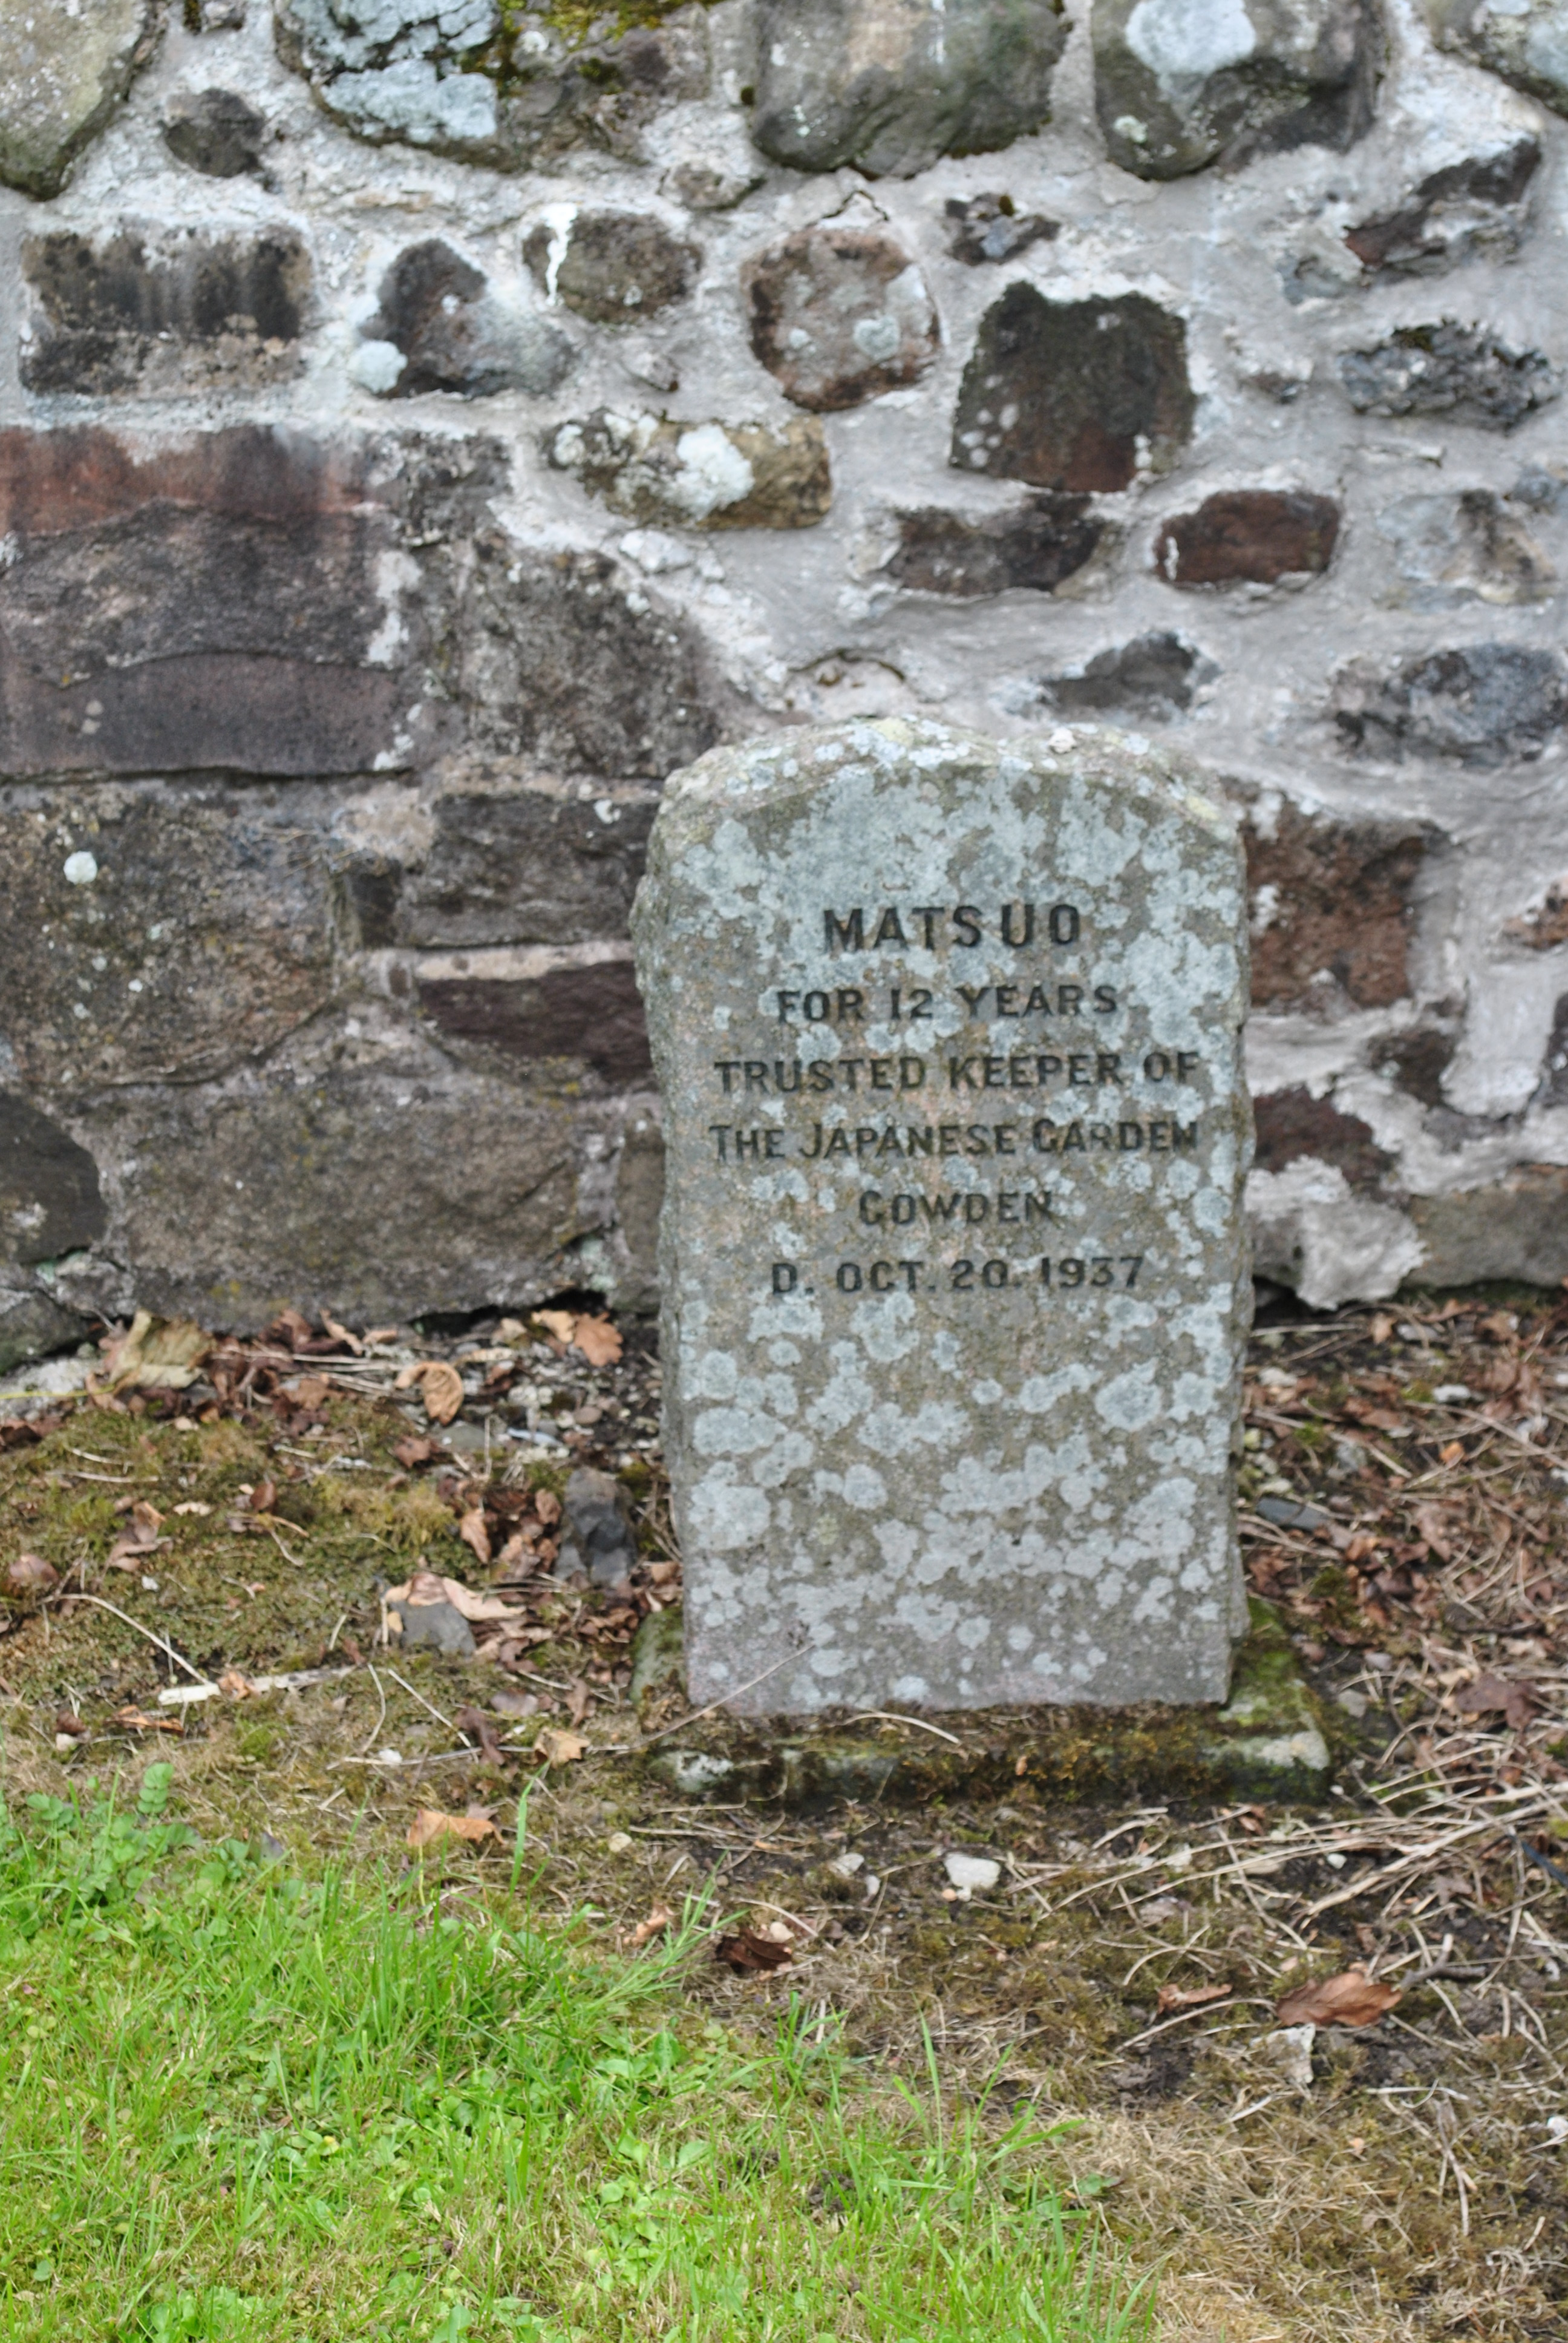 MATSUO
FOR 12 YEARS
TRUSTED KEEPER OF
THE JAPANESE GARDEN
COWDEN
D. OCT. 20. 1937